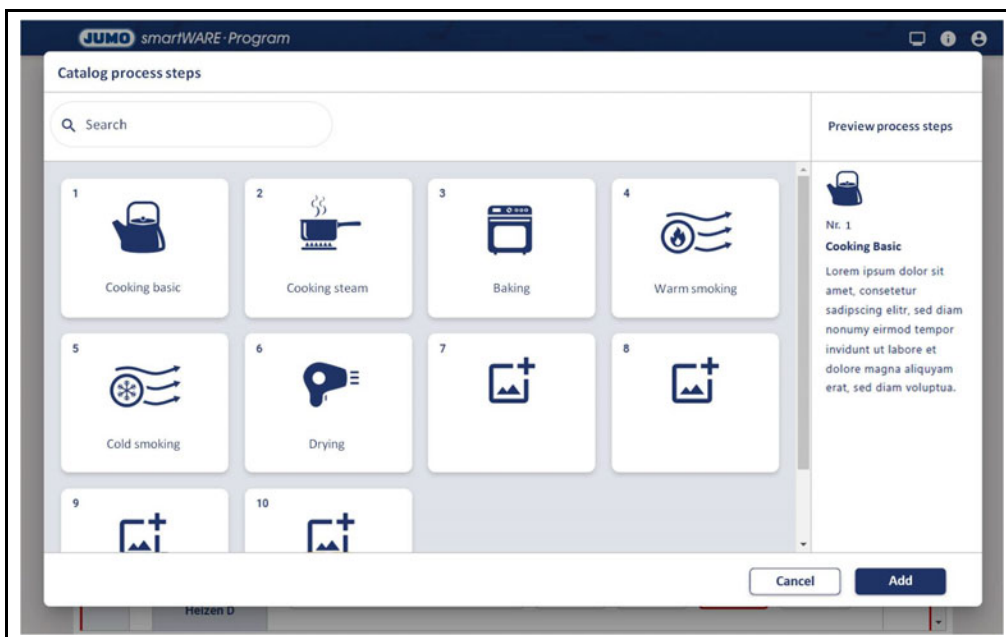 JUMO smartWARE·Program
Catalog process steps
Search
Preview process steps
1
Cooking basic
2
Cooking steam
3
Baking
4
Warm smoking
5
Cold smoking
6
Drying
7
8
9
10
Nr. 1
Cooking Basic
Lorem ipsum dolor sit
amet, consetetur
sadipscing elitr, sed diam
nonumy eirmod tempor
invidunt ut labore et
dolore magna aliquyam
erat, sed diam voluptua.
Cancel
Add
Heizen D